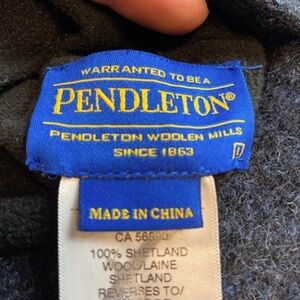 WARRANTED TO BE A
PENDLETON®
PENDLETON WOOLEN MILLS
SINCE 1863
MADE IN CHINA
100% SHETLAND
WOOL/LAINE
SHETLAND
REVERSES TO/